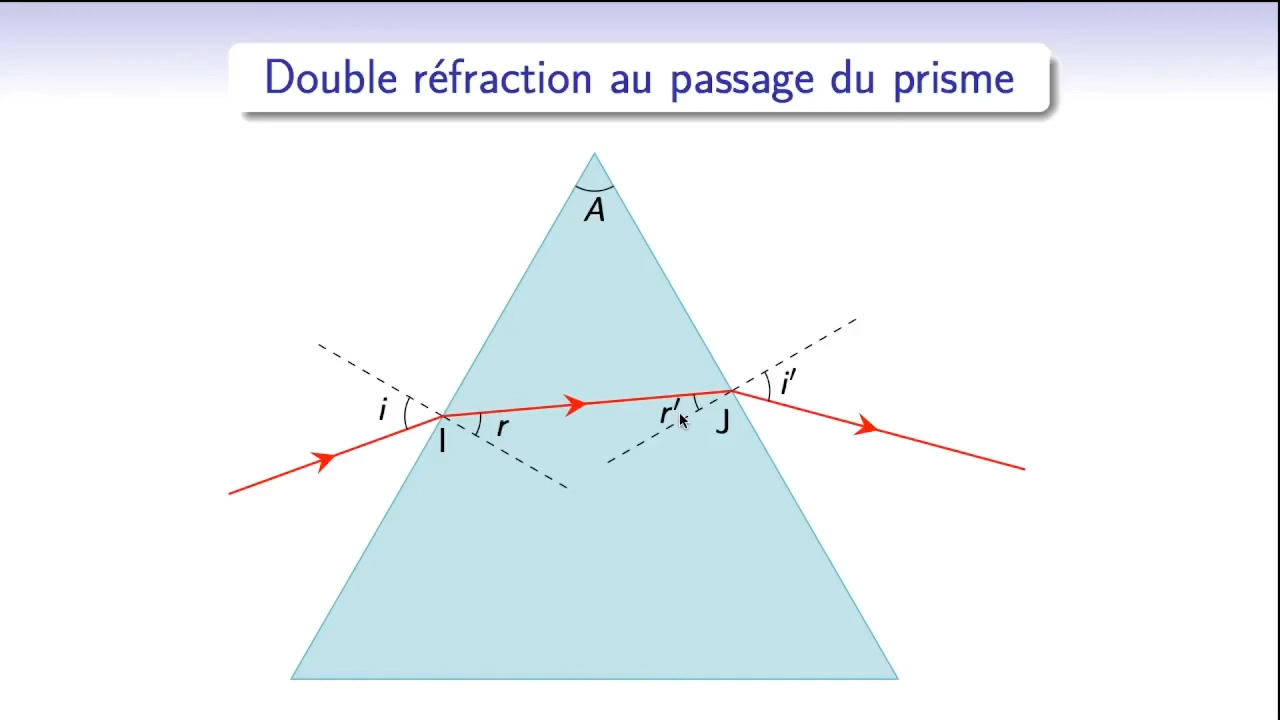 Double réfraction au passage du prisme
A
i
I
r
r′
J
i′